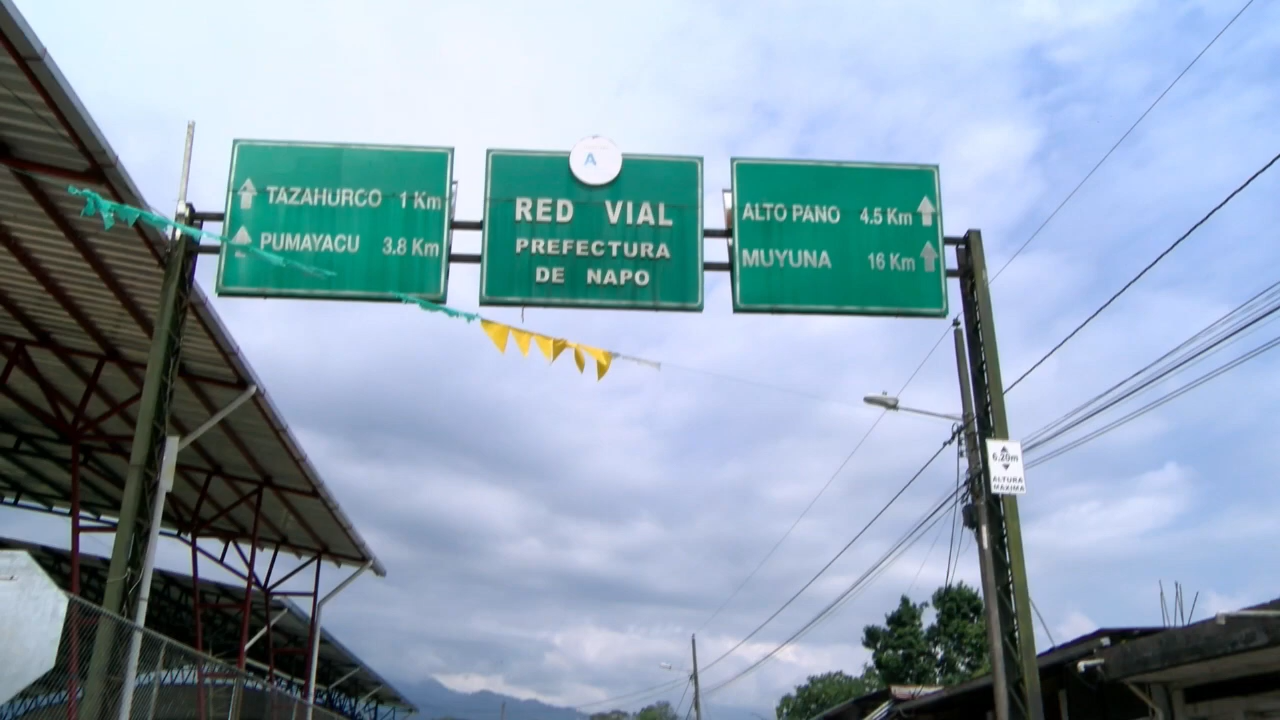 TAZAHURCO 1 Km
PUMAYACU 3.8 Km
A
RED VIAL
PREFECTURA
DE NAPO
ALTO PANO 4.5 Km
MUYUNA 16 Km
6.20m
ALTURA
MÁXIMA